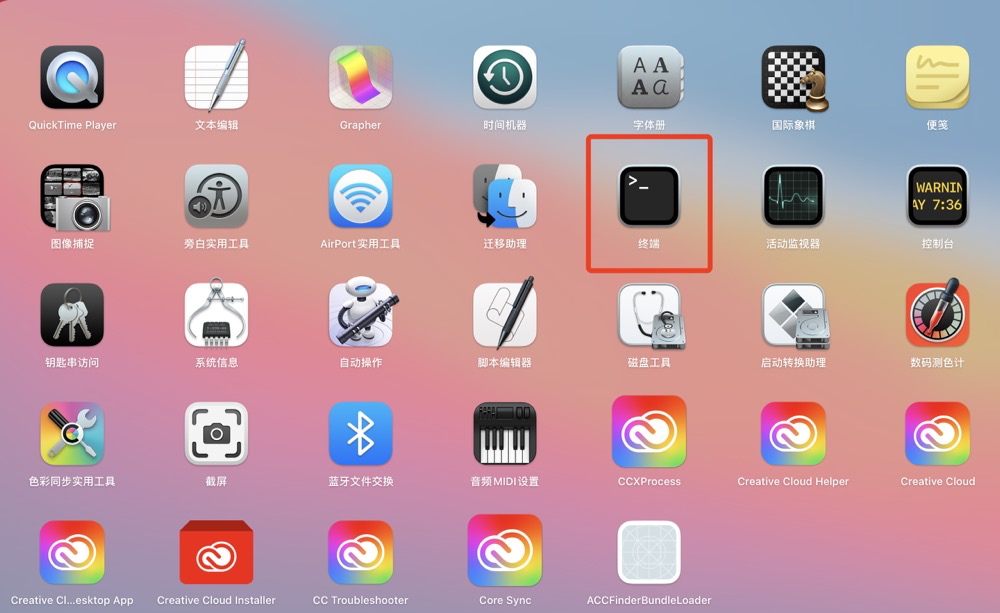 QuickTime Player
文本编辑
Grapher
时间机器
A A
A a
字体册
国际象棋
便笺
图像捕捉
旁白实用工具
AirPort实用工具
迁移助理
>_
终端
活动监视器
WARNIN
AY 7:36
控制台
钥匙串访问
系统信息
自动操作
脚本编辑器
磁盘工具
启动转换助理
数码测色计
色彩同步实用工具
截屏
蓝牙文件交换
音频MIDI设置
CCXProcess
Creative Cloud Helper
Creative Cloud
Creative Cl...esktop App
Creative Cloud Installer
CC Troubleshooter
Core Sync
ACCFinderBundleLoader